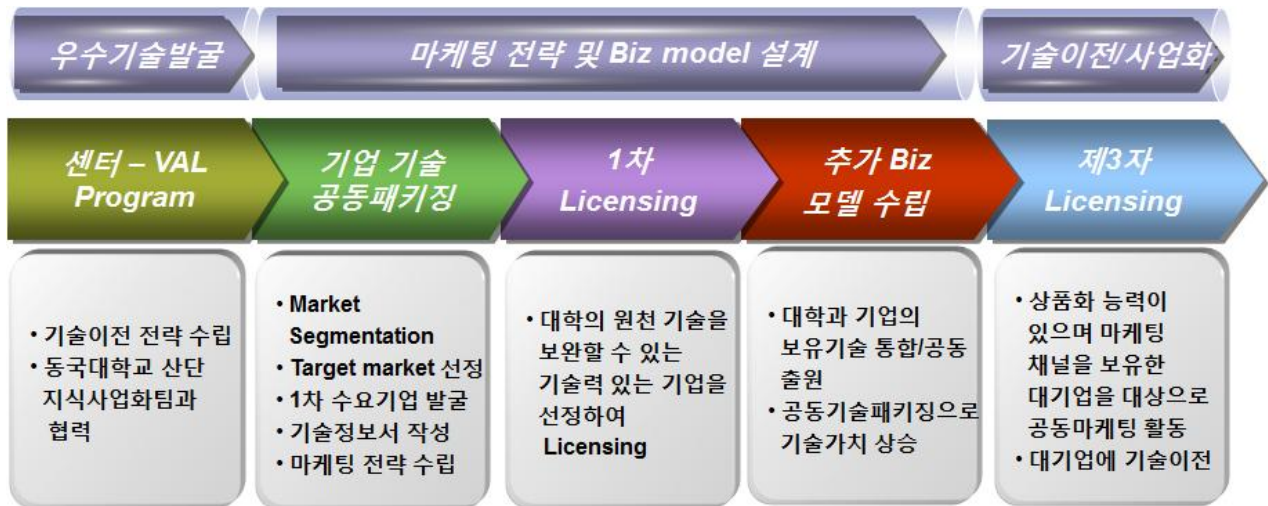 우수기술발굴
마케팅 전략 및 Biz model 설계
기술이전/사업화
센터 – VAL
Program
기업 기술
공동패키징
1차
Licensing
추가 Biz
모델 수립
제3자
Licensing
• 기술이전 전략 수립
• 동국대학교 산단
지식사업화팀과
협력
• Market
Segmentation
• Target market 선정
• 1차 수요기업 발굴
• 기술정보서 작성
• 마케팅 전략 수립
• 대학의 원천 기술을
보완할 수 있는
기술력 있는 기업을
선정하여
Licensing
• 대학과 기업의
보유기술 통합/공동
출원
• 공동기술패키징으로
기술가치 상승
• 상품화 능력이
있으며 마케팅
채널을 보유한
대기업을 대상으로
공동마케팅 활동
• 대기업에 기술이전